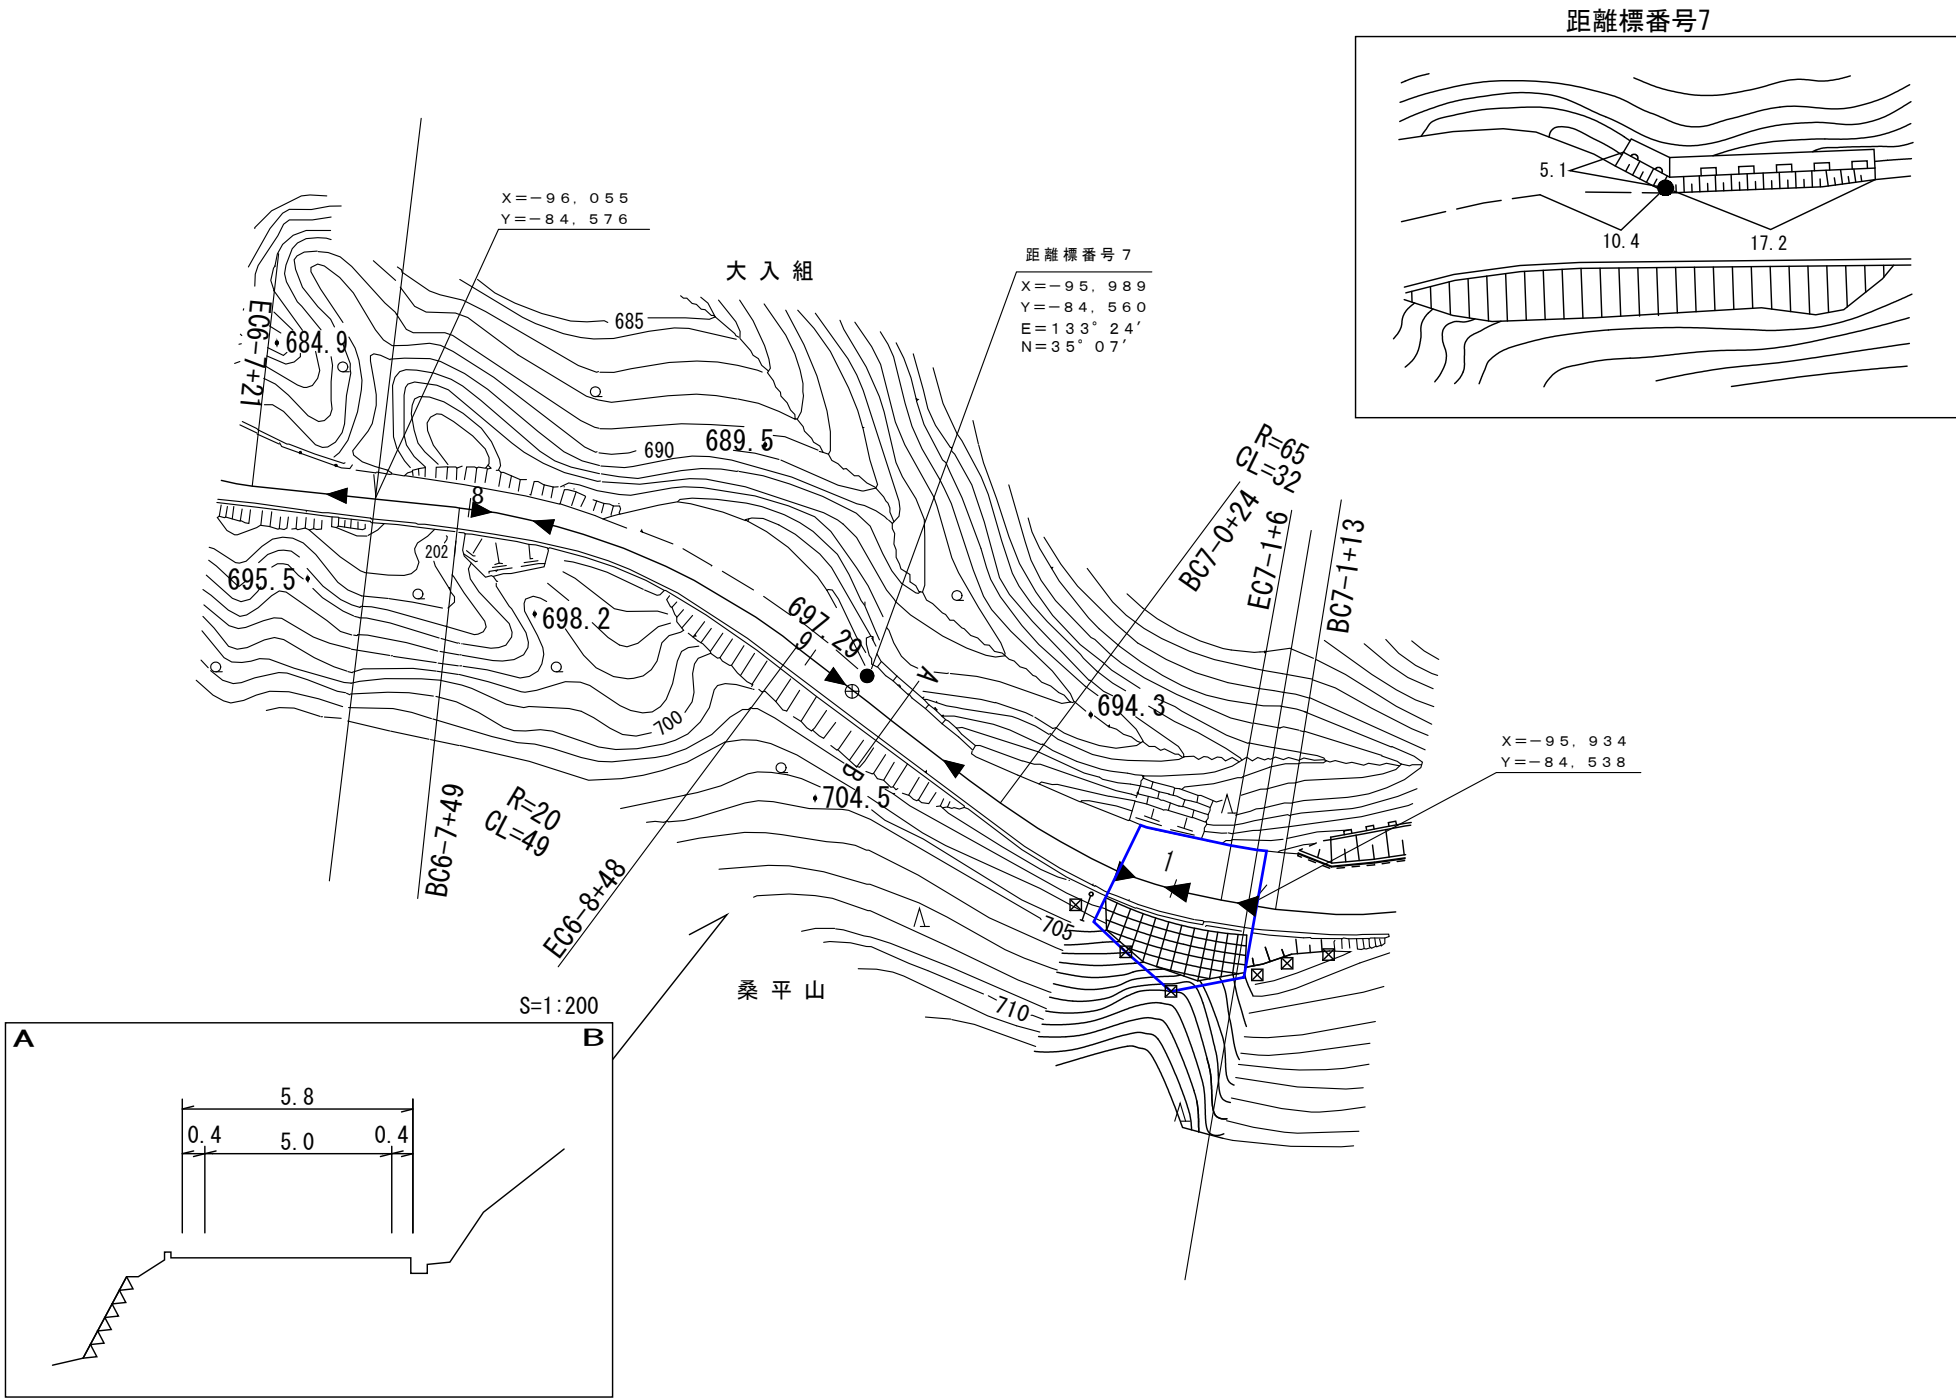 距離標番号7
5.1
10.4
17.2
X=-96,055
Y=-84,576
大入組
距離標番号7
X=-95,989
Y=-84,560
E=133°24′
N=35°07′
685
EC6-7+21
684.9
690
689.5
R=65
CL=32
BC7-0+24
EC7-1+6
BC7-1+13
8
202
695.5
698.2
697.29
9
A
694.3
700
X=-95,934
Y=-84,538
B
704.5
BC6-7+49
R=20
CL=49
EC6-8+48
1
705
桑平山
710
S=1:200
A
B
5.8
0.4
5.0
0.4